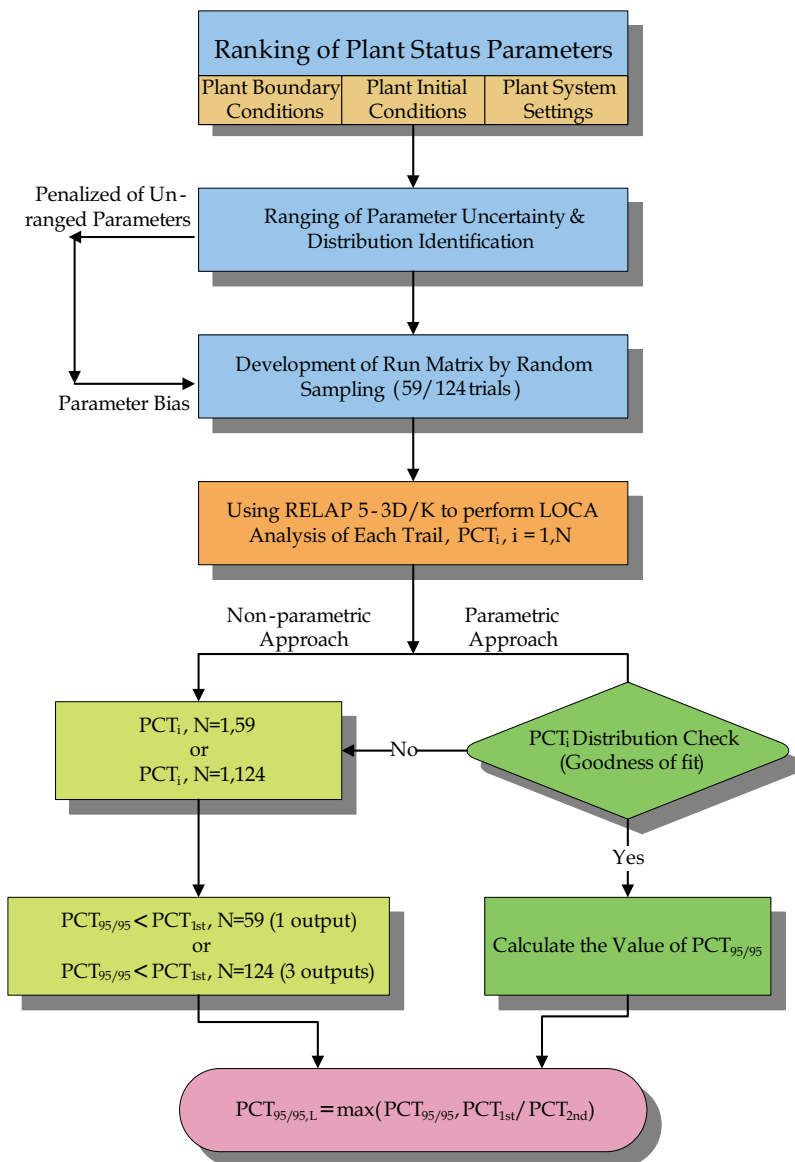 Ranking of Plant Status Parameters
Plant Boundary
Conditions
Plant Initial
Conditions
Plant System
Settings
Penalized of Un-
ranged Parameters
Ranging of Parameter Uncertainty &
Distribution Identification
Development of Run Matrix by Random
Sampling (59/124 trials)
Parameter Bias
Using RELAP 5-3D/K to perform LOCA
Analysis of Each Trail, PCTi, i = 1,N
Non-parametric
Approach
Parametric
Approach
PCTi, N=1,59
or
PCTi, N=1,124
No
PCTi Distribution Check
(Goodness of fit)
Yes
PCT95/95 < PCT1st, N=59 (1 output)
or
PCT95/95 < PCT1st, N=124 (3 outputs)
Calculate the Value of PCT95/95
PCT95/95,L=max(PCT95/95, PCT1st/PCT2nd)